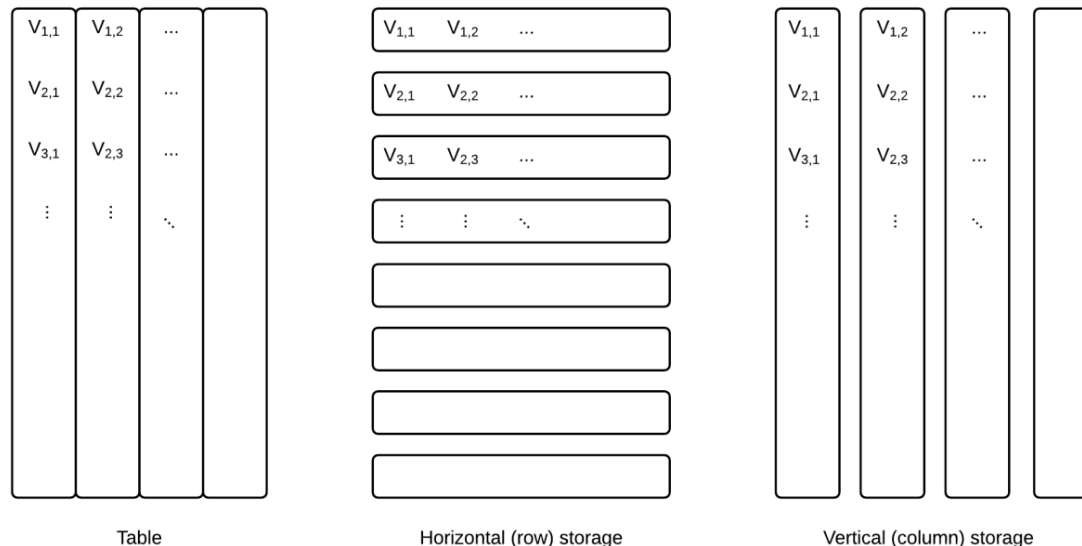 V1,1 V1,2 ...
V2,1 V2,2 ...
V3,1 V2,3 ...
⋮ ⋮ ⋱
Table
V1,1 V1,2 ...
V2,1 V2,2 ...
V3,1 V2,3 ...
⋮ ⋮ ⋱
Horizontal (row) storage
V1,1 V1,2 ...
V2,1 V2,2 ...
V3,1 V2,3 ...
⋮ ⋮ ⋱
Vertical (column) storage